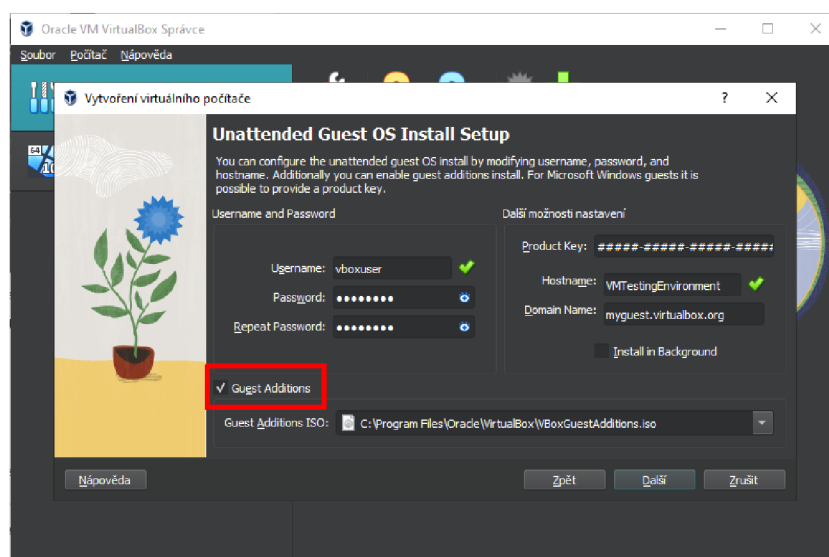 Oracle VM VirtualBox Správce
Soubor Počítač Nápověda
Vytvoření virtuálního počítače
Unattended Guest OS Install Setup
You can configure the unattended guest OS install by modifying username, password, and
hostname. Additionally you can enable guest additions install. For Microsoft Windows guests it is
possible to provide a product key.
Username and Password
Další možnosti nastavení
Username: vboxuser
Password: ●●●●●●●●
Repeat Password: ●●●●●●●●
Product Key: #####-#####-#####-#####
Hostname: VMTestingEnvironment
Domain Name: myguest.virtualbox.org
Install in Background
Guest Additions
Guest Additions ISO: C:\Program Files\Oracle\VirtualBox\VBoxGuestAdditions.iso
Nápověda
Zpět
Další
Zrušit
64